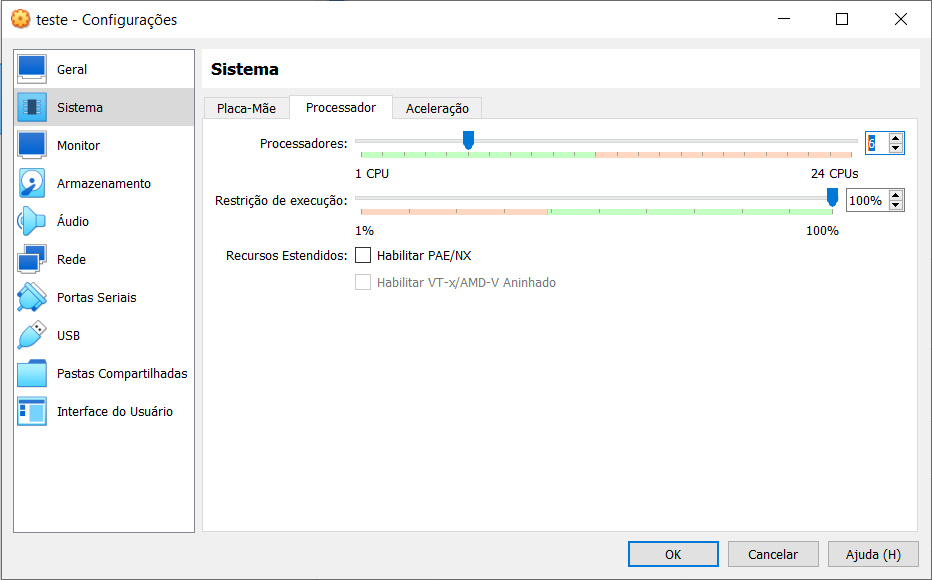 teste - Configurações
Geral
Sistema
Monitor
Armazenamento
Áudio
Rede
Portas Seriais
USB
Pastas Compartilhadas
Interface do Usuário
Sistema
Placa-Mãe Processador Aceleração
Processadores: 6
1 CPU 24 CPUs
Restrição de execução: 100%
1% 100%
Recursos Estendidos: Habilitar PAE/NX
Habilitar VT-x/AMD-V Aninhado
OK Cancelar Ajuda (H)